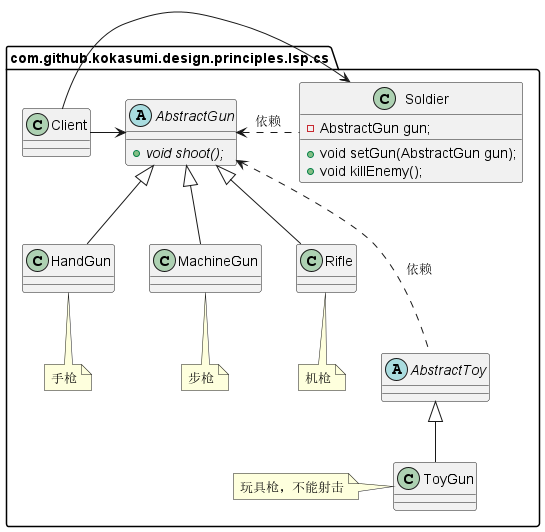 com.github.kokasumi.design.principles.lsp.cs
C Client
A AbstractGun
void shoot();
依赖
C Soldier
AbstractGun gun;
void setGun(AbstractGun gun);
void killEnemy();
C HandGun
C MachineGun
C Rifle
依赖
手枪
步枪
机枪
A AbstractToy
玩具枪，不能射击
C ToyGun